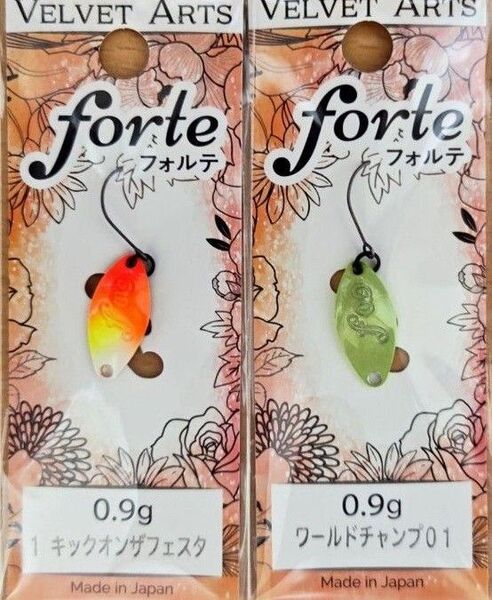 VELVET ARTS
forte
フォルテ
0.9g
1 キックオンザフェスタ
Made in Japan
VELVET ARTS
forte
フォルテ
0.9g
ワールドチャンプ01
Made in Japan